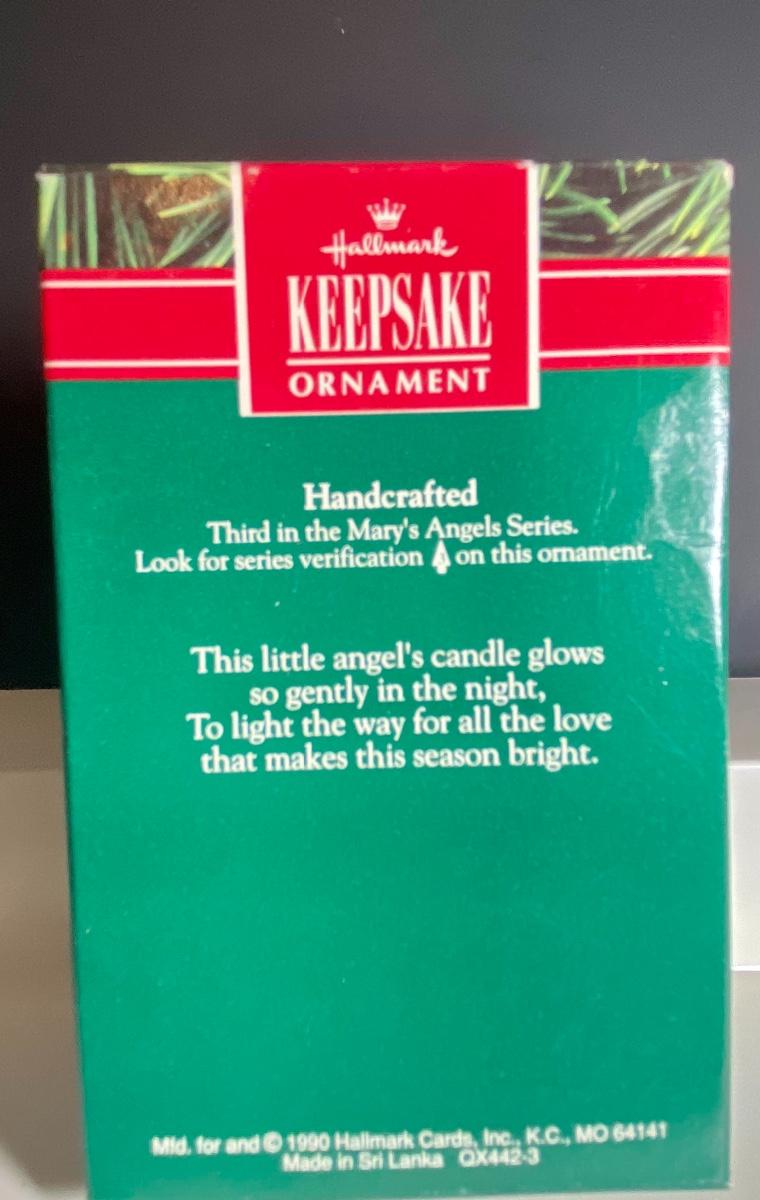 Hallmark
KEEPSAKE
ORNAMENT
Handcrafted
Third in the Mary's Angels Series.
Look for series verification on this ornament.
This little angel's candle glows
so gently in the night,
To light the way for all the love
that makes this season bright.
Mfd. for and © 1990 Hallmark Cards, Inc., K.C., MO 64141
Made in Sri Lanka QX442-3